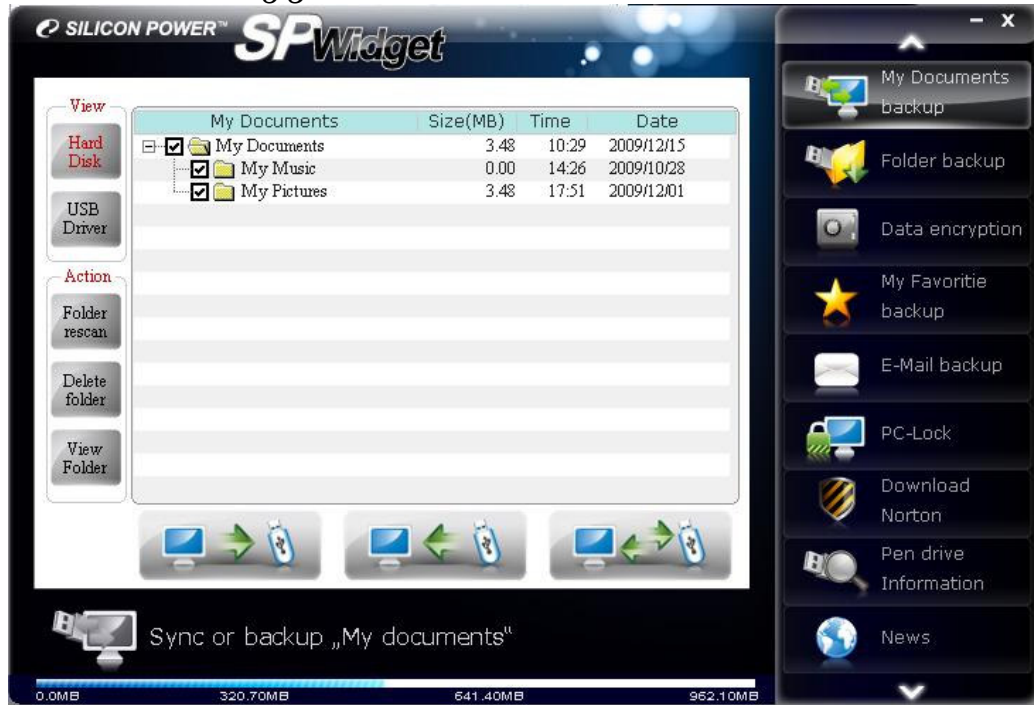 SILICON POWER™ SPWidget
- X
View
Hard
Disk
USB
Driver
Action
Folder
rescan
Delete
folder
View
Folder
My Documents Size(MB) Time Date
My Documents 3.48 10:29 2009/12/15
My Music 0.00 14:26 2009/10/28
My Pictures 3.48 17:51 2009/12/01
Sync or backup „My documents"
0.0MB 320.70MB 641.40MB 962.10MB
My Documents
backup
Folder backup
Data encryption
My Favoritie
backup
E-Mail backup
PC-Lock
Download
Norton
Pen drive
Information
News